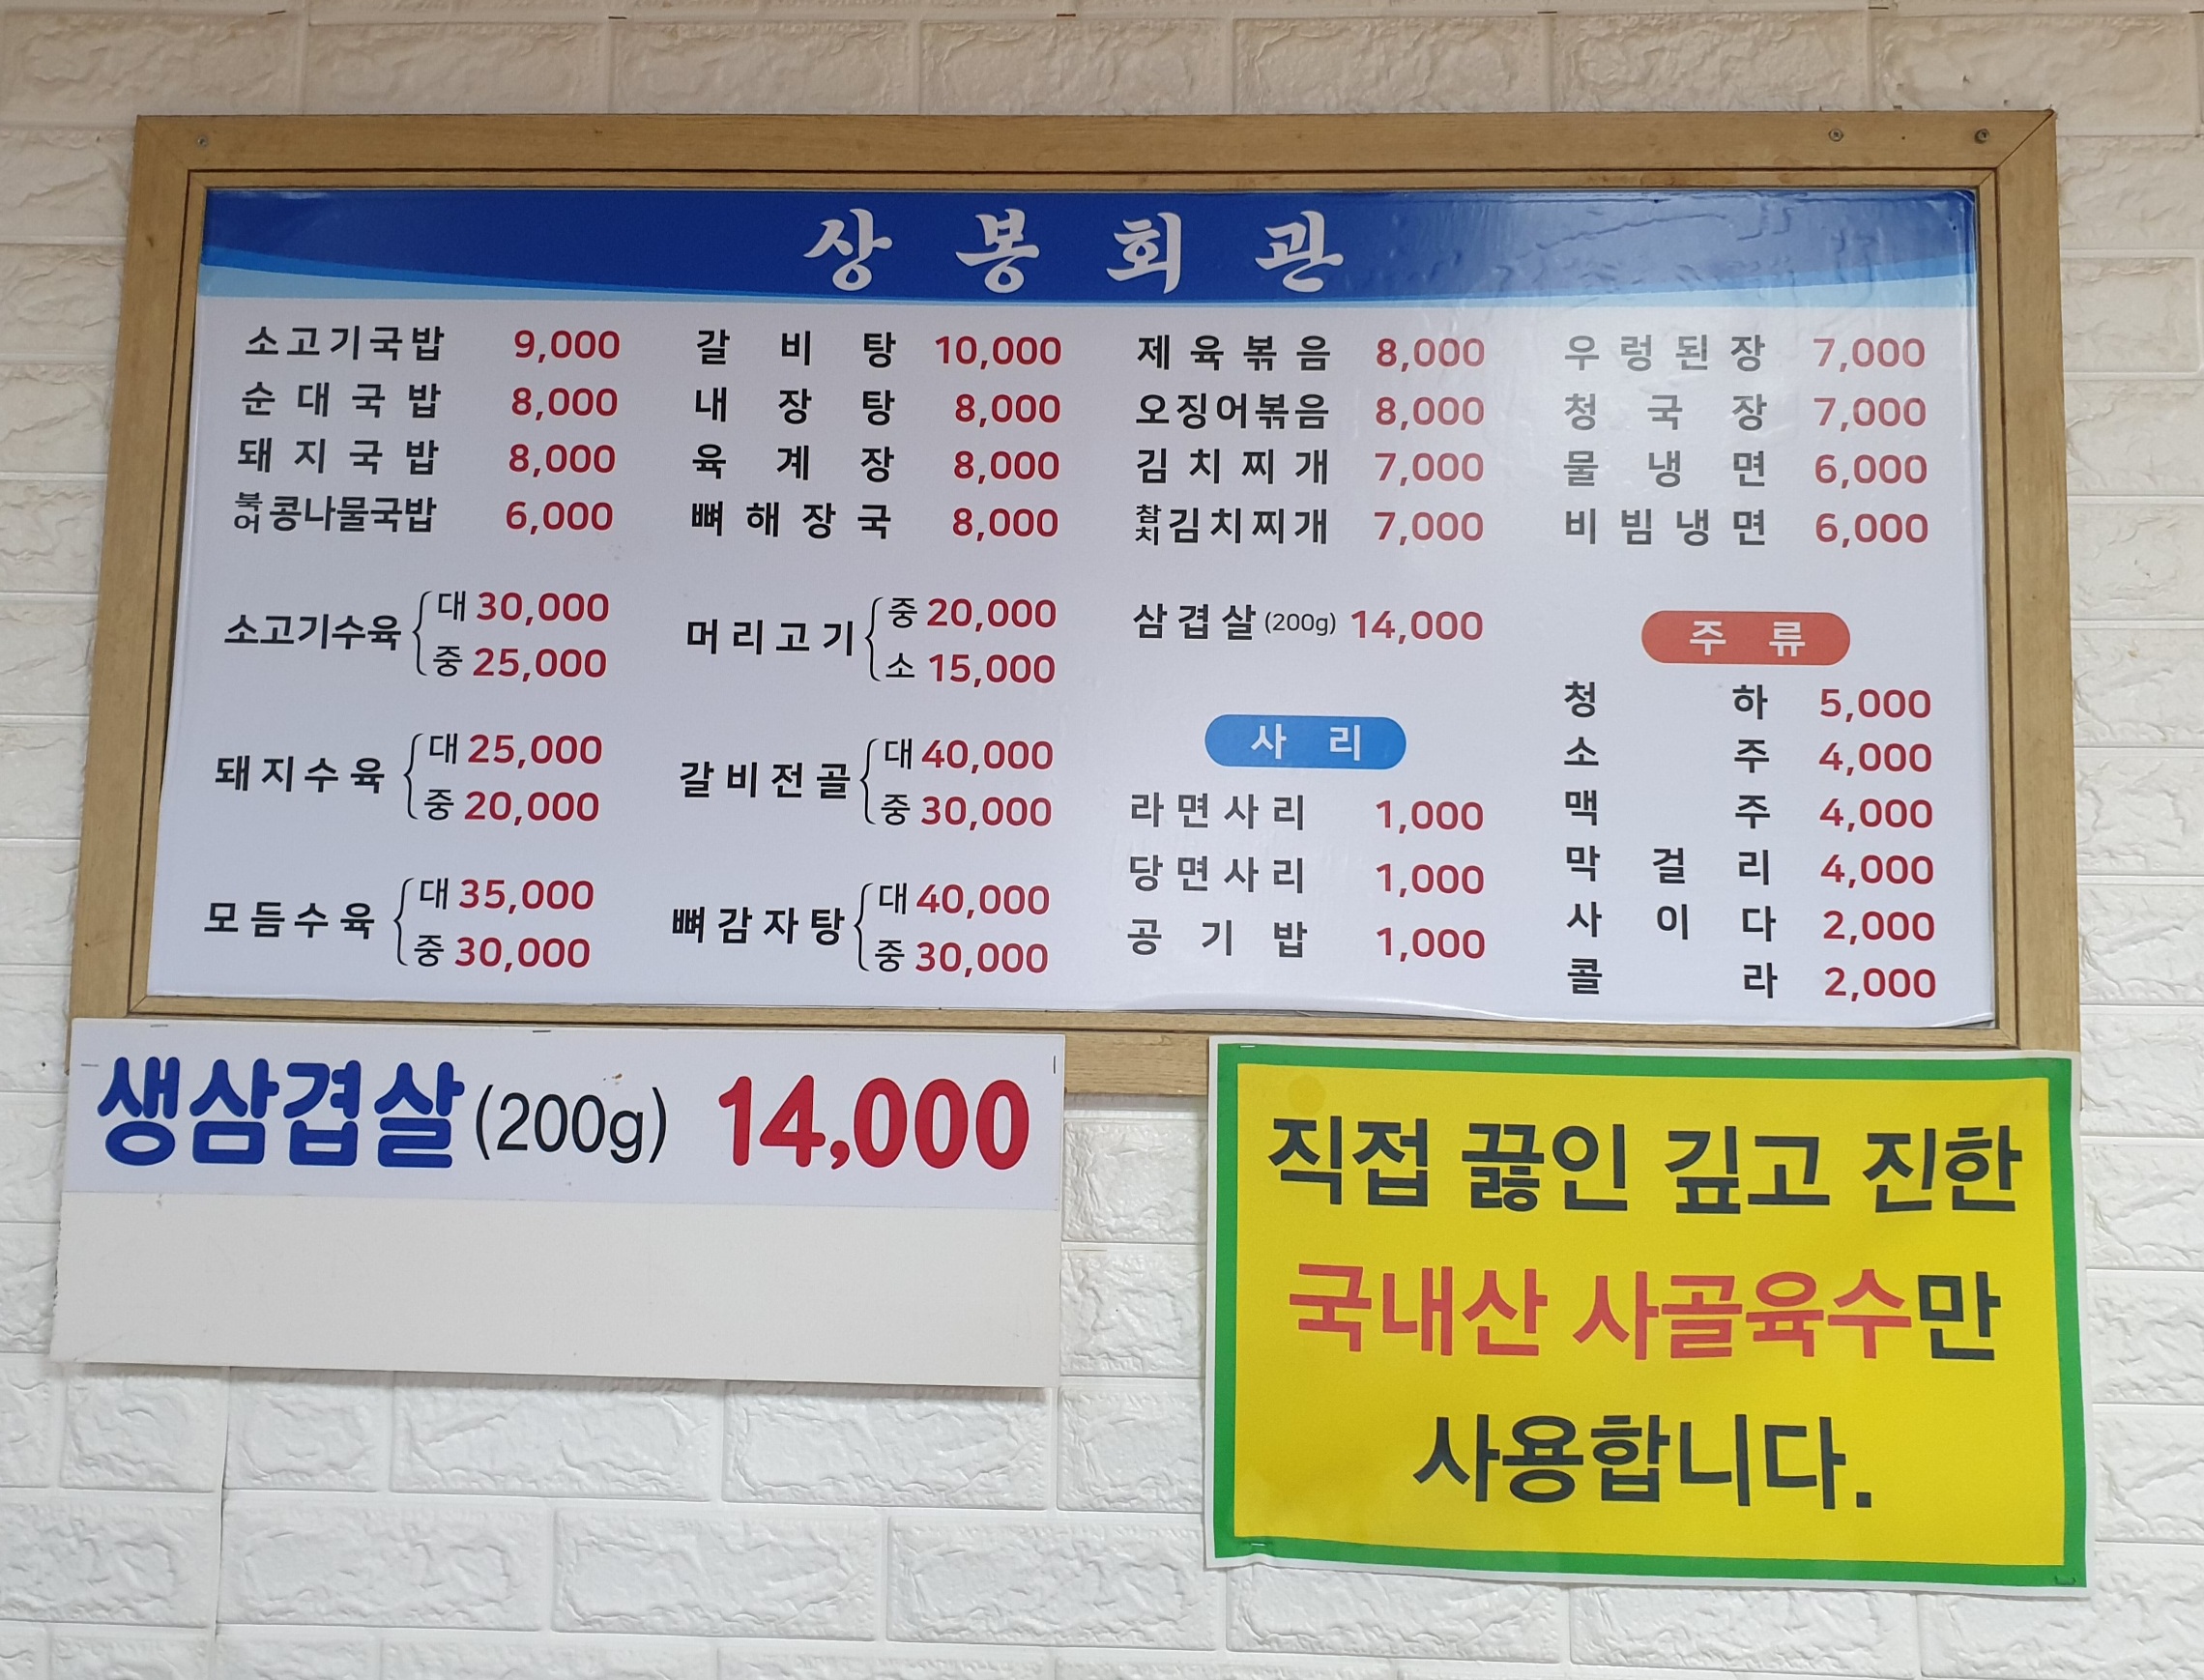 상봉회관
소고기국밥 9,000
순대국밥 8,000
돼지국밥 8,000
북어콩나물국밥 6,000
소고기수육 대 30,000
중 25,000
돼지수육 대 25,000
중 20,000
모듬수육 대 35,000
중 30,000
갈비탕 10,000
내장탕 8,000
육계장 8,000
뼈해장국 8,000
머리고기 중 20,000
소 15,000
갈비전골 대 40,000
중 30,000
뼈감자탕 대 40,000
중 30,000
제육볶음 8,000
오징어볶음 8,000
김치찌개 7,000
참치김치찌개 7,000
삼겹살 (200g) 14,000
사리
라면사리 1,000
당면사리 1,000
공기밥 1,000
우렁된장 7,000
청국장 7,000
물냉면 6,000
비빔냉면 6,000
주류
청하 5,000
소주 4,000
맥주 4,000
막걸리 4,000
사이다 2,000
콜라 2,000
생삼겹살 (200g) 14,000
직접 끓인 깊고 진한
국내산 사골육수만
사용합니다.